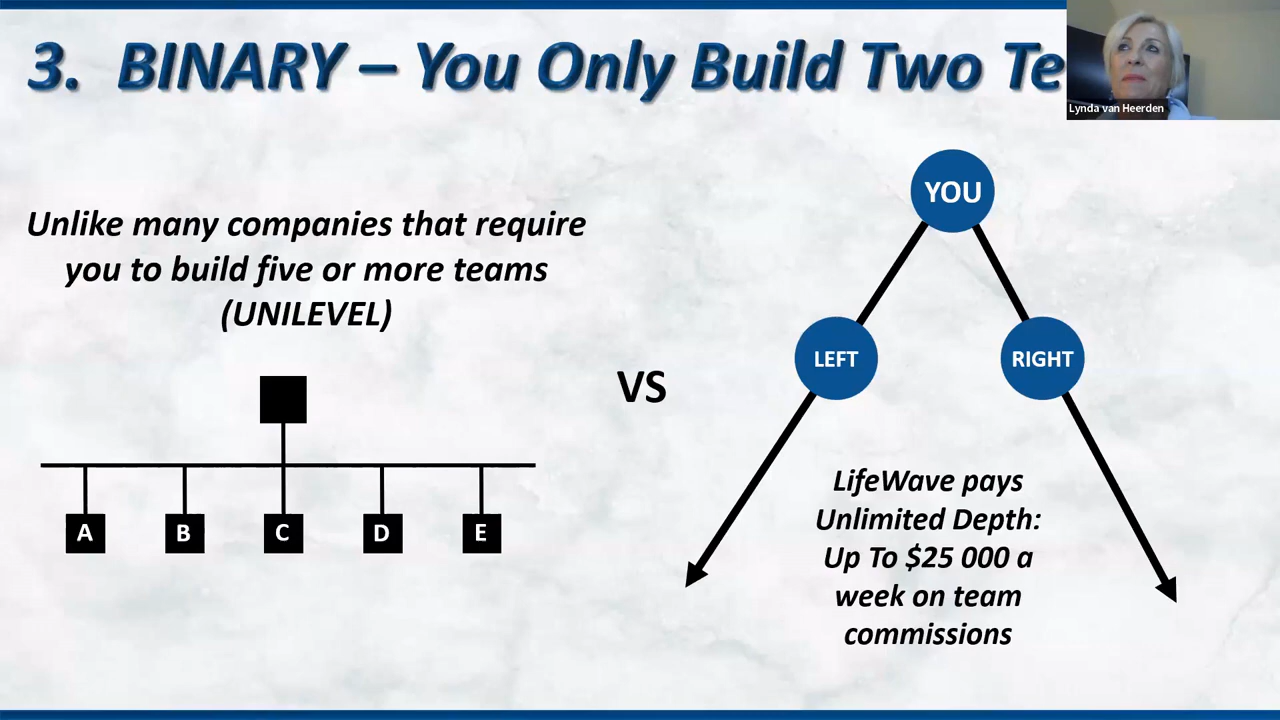 3. BINARY – You Only Build Two Te
Lynda van Heerden
Unlike many companies that require
you to build five or more teams
(UNILEVEL)
A B C D E
VS
YOU
LEFT RIGHT
LifeWave pays
Unlimited Depth:
Up To $25 000 a
week on team
commissions